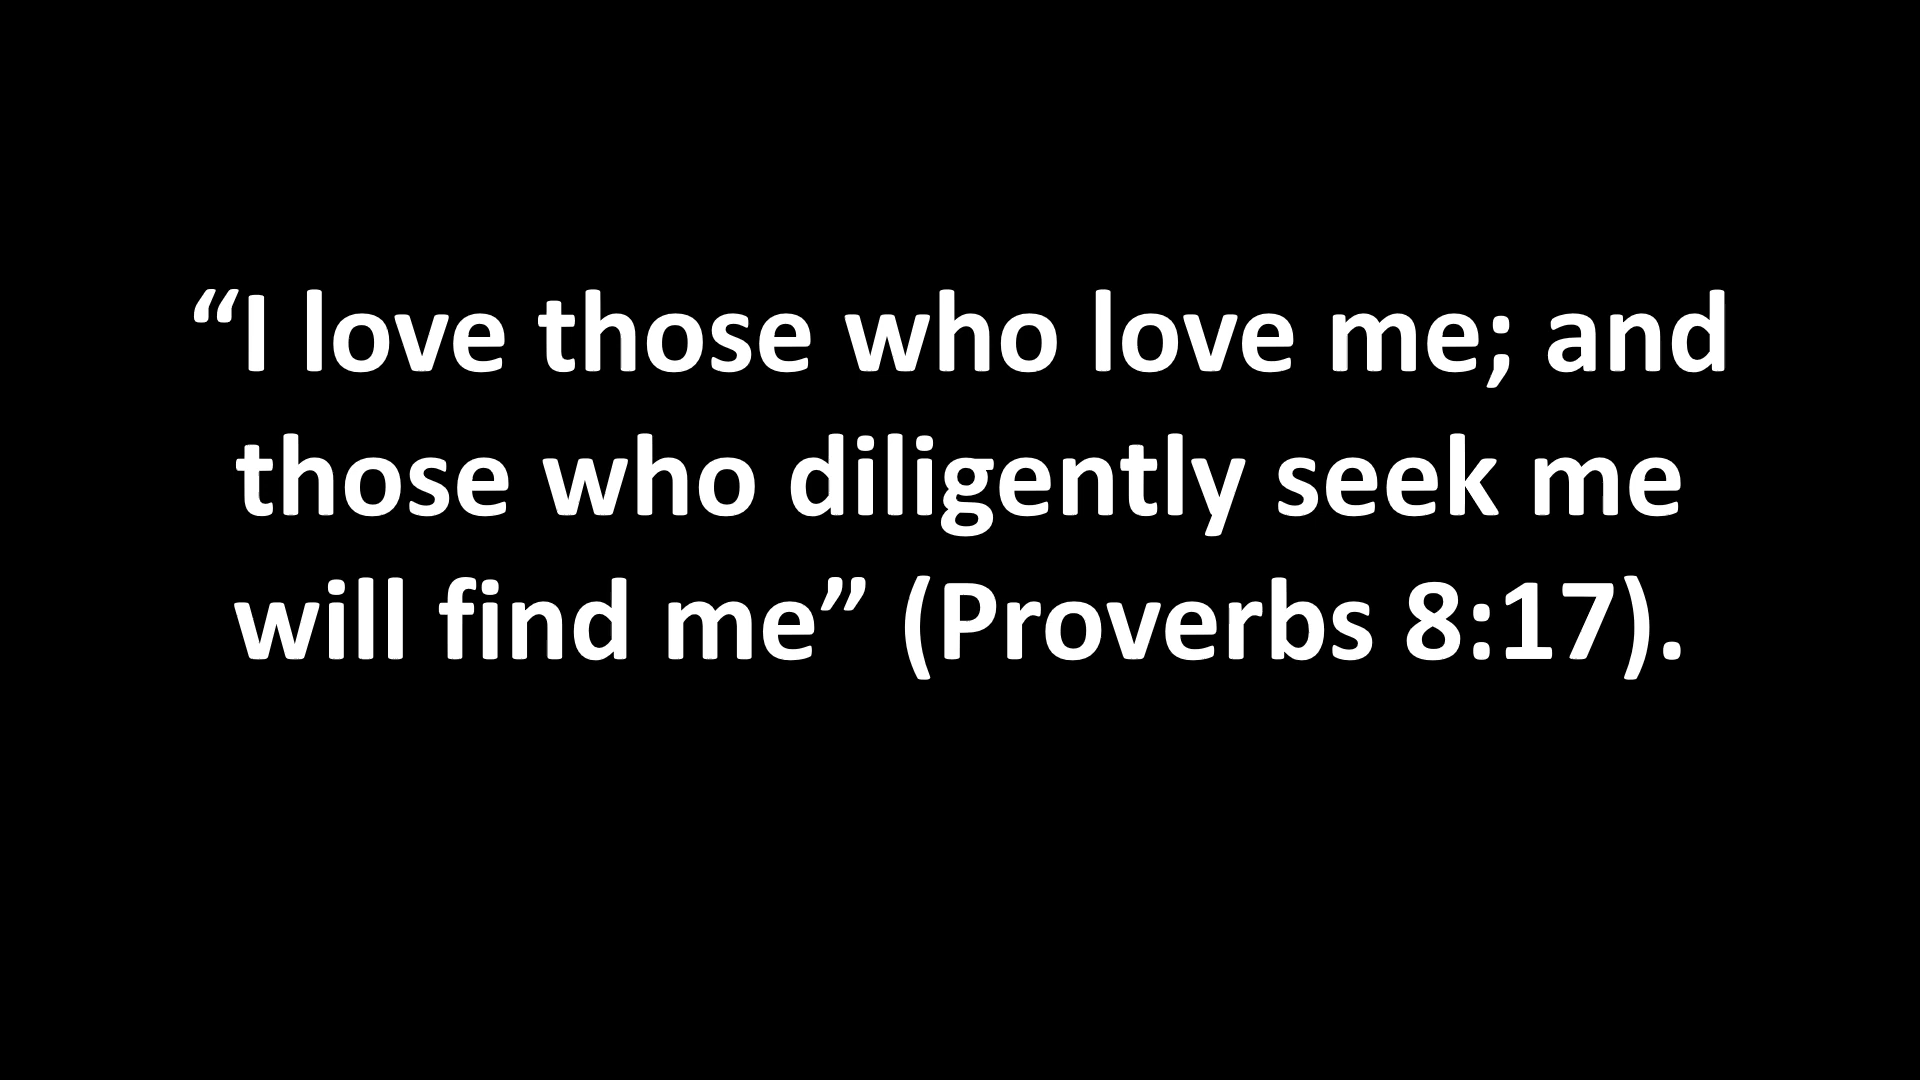 “I love those who love me; and
those who diligently seek me
will find me” (Proverbs 8:17).